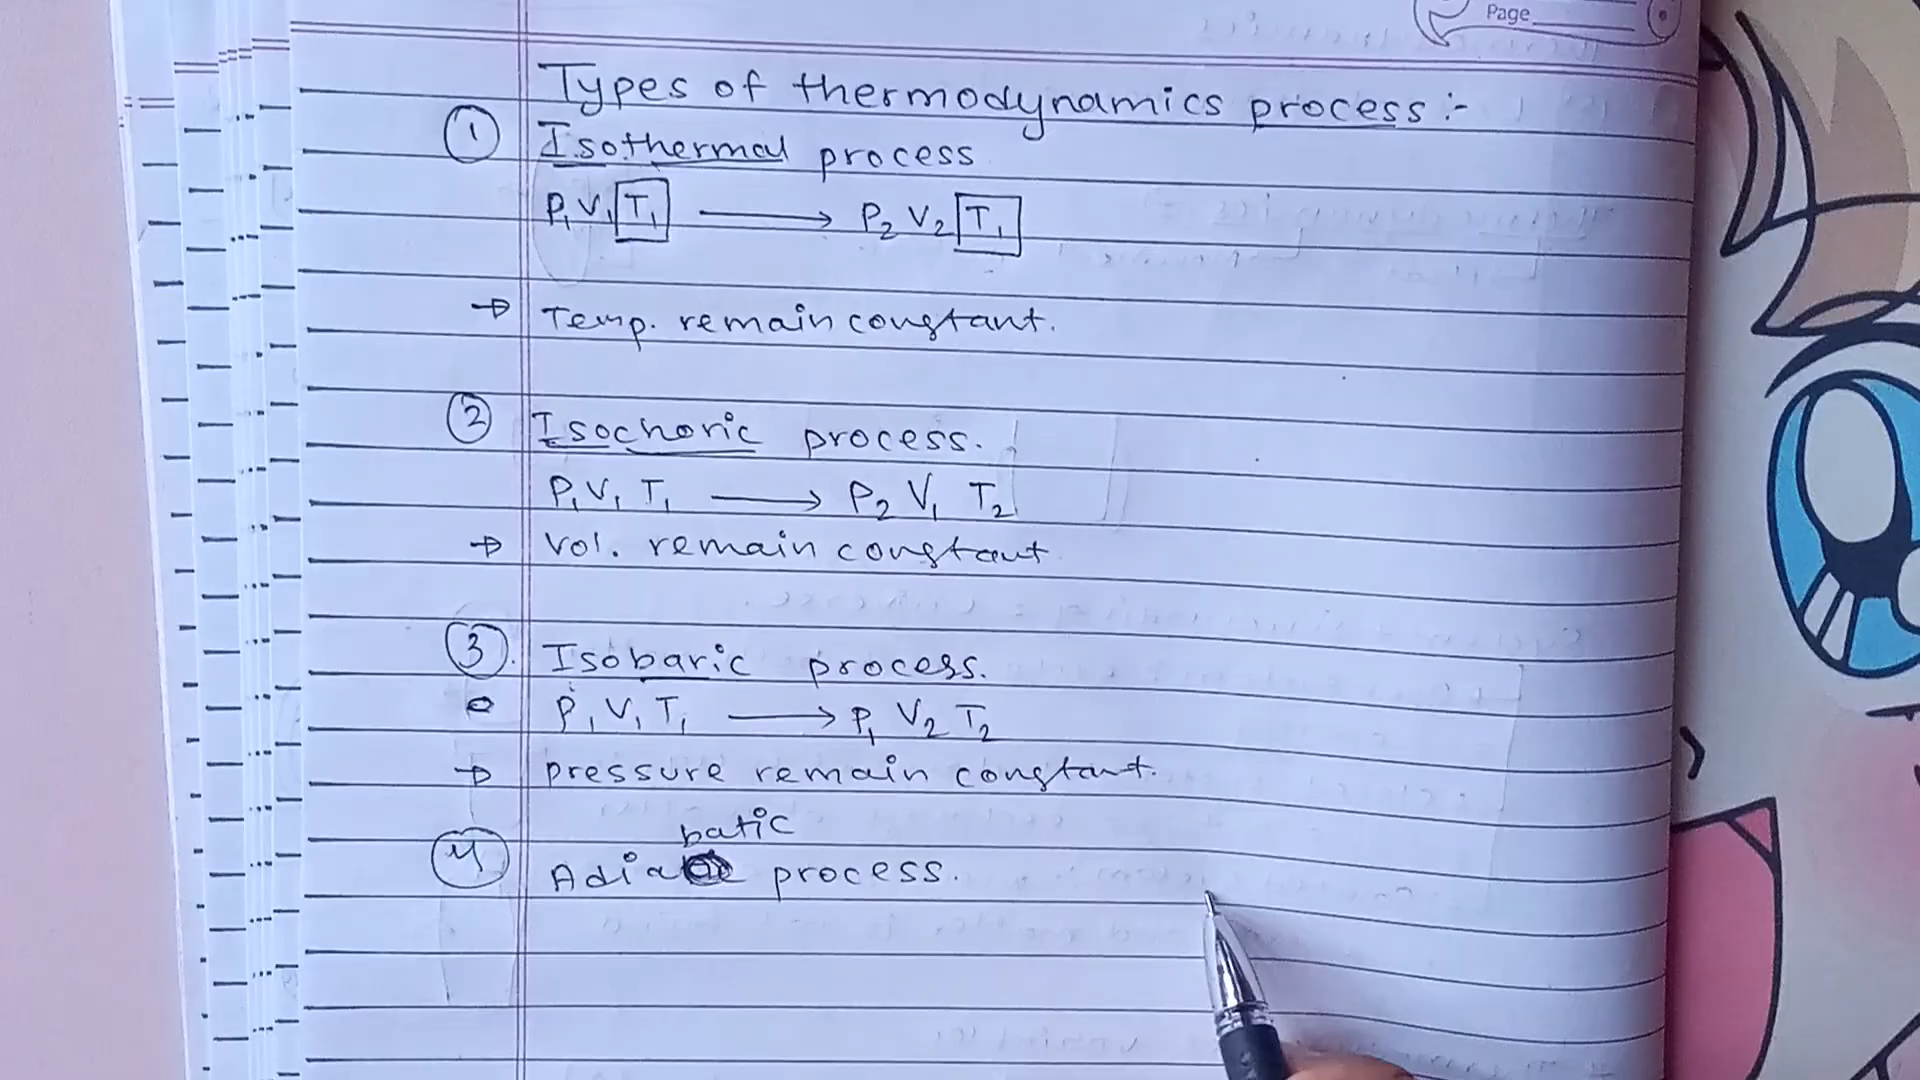 Page
Types of thermodynamics process :-
① Isothermal process
P₁ V₁ T₁ ⟶ P₂ V₂ T₁
→ Temp. remain constant.
② Isochoric process.
P₁ V₁ T₁ ⟶ P₂ V₁ T₂
→ Vol. remain constant
③ Isobaric process.
P₁ V₁ T₁ ⟶ P₁ V₂ T₂
→ pressure remain constant.
④ Adiabatic process.